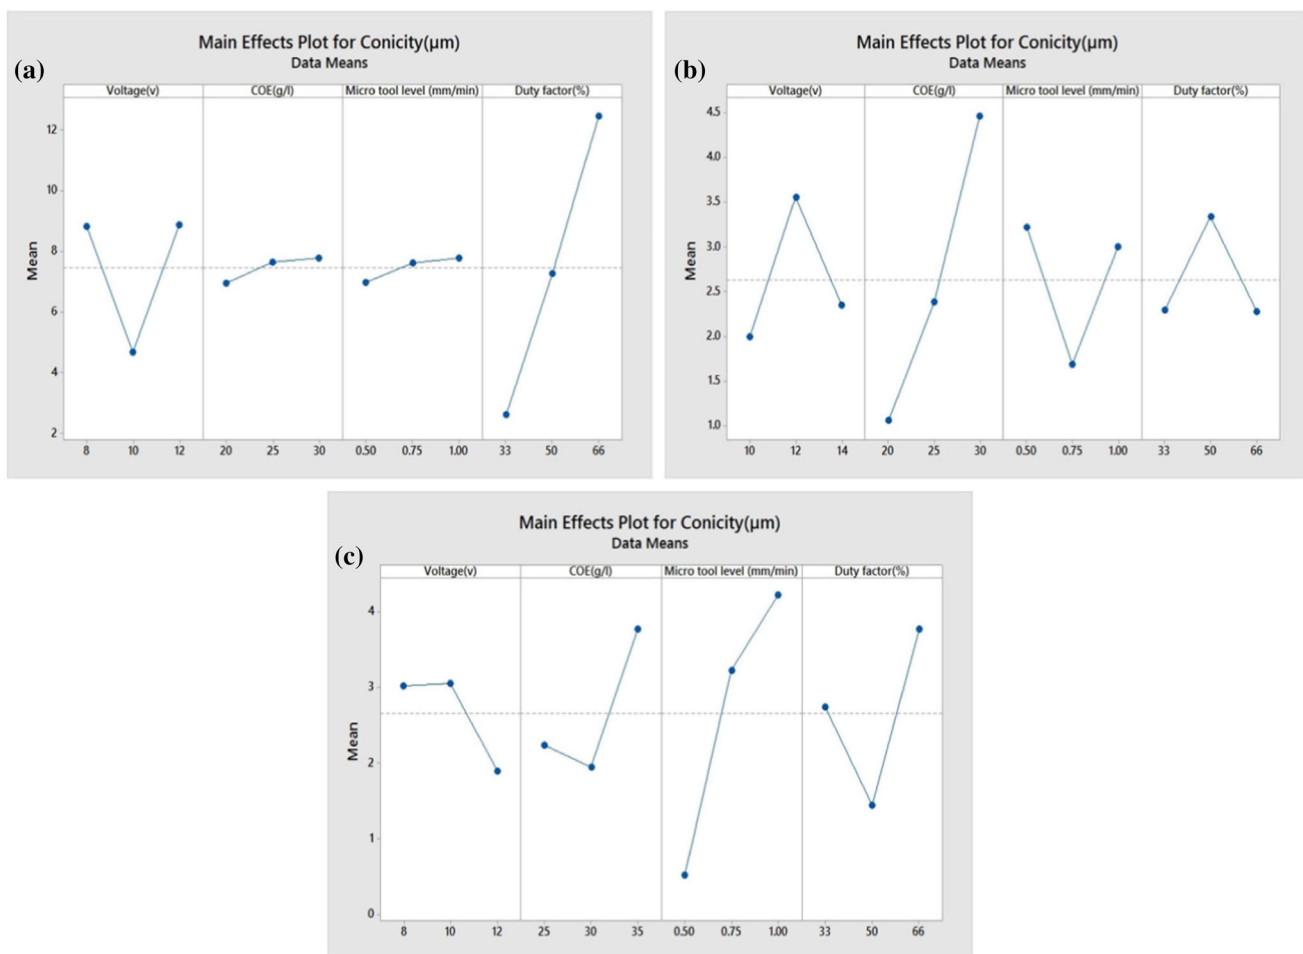 (a)
Main Effects Plot for Conicity(µm)
Data Means
Voltage(v) COE(g/l) Micro tool level (mm/min) Duty factor(%)
Mean
12
10
8
6
4
2
8 10 12 20 25 30 0.50 0.75 1.00 33 50 66
(b)
Main Effects Plot for Conicity(µm)
Data Means
Voltage(v) COE(g/l) Micro tool level (mm/min) Duty factor(%)
Mean
4.5
4.0
3.5
3.0
2.5
2.0
1.5
1.0
10 12 14 20 25 30 0.50 0.75 1.00 33 50 66
(c)
Main Effects Plot for Conicity(µm)
Data Means
Voltage(v) COE(g/l) Micro tool level (mm/min) Duty factor(%)
Mean
4
3
2
1
0
8 10 12 25 30 35 0.50 0.75 1.00 33 50 66